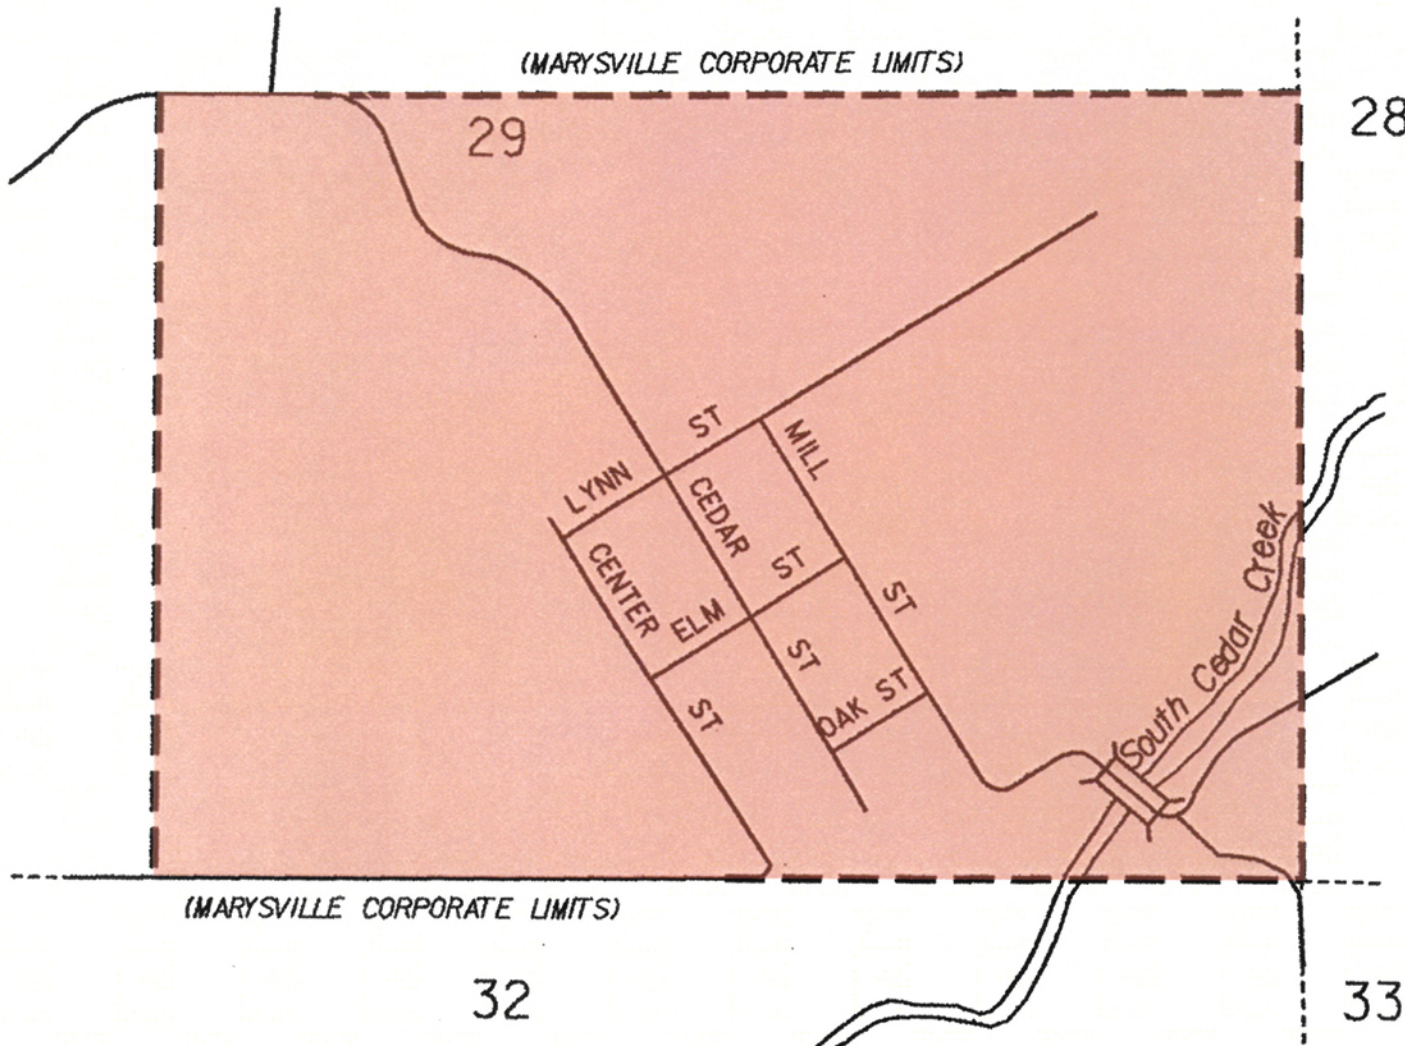 (MARYSVILLE CORPORATE LIMITS)
29
28
LYNN ST
MILL ST
CEDAR ST
CENTER ST
ELM ST
OAK ST
South Cedar Creek
(MARYSVILLE CORPORATE LIMITS)
32
33